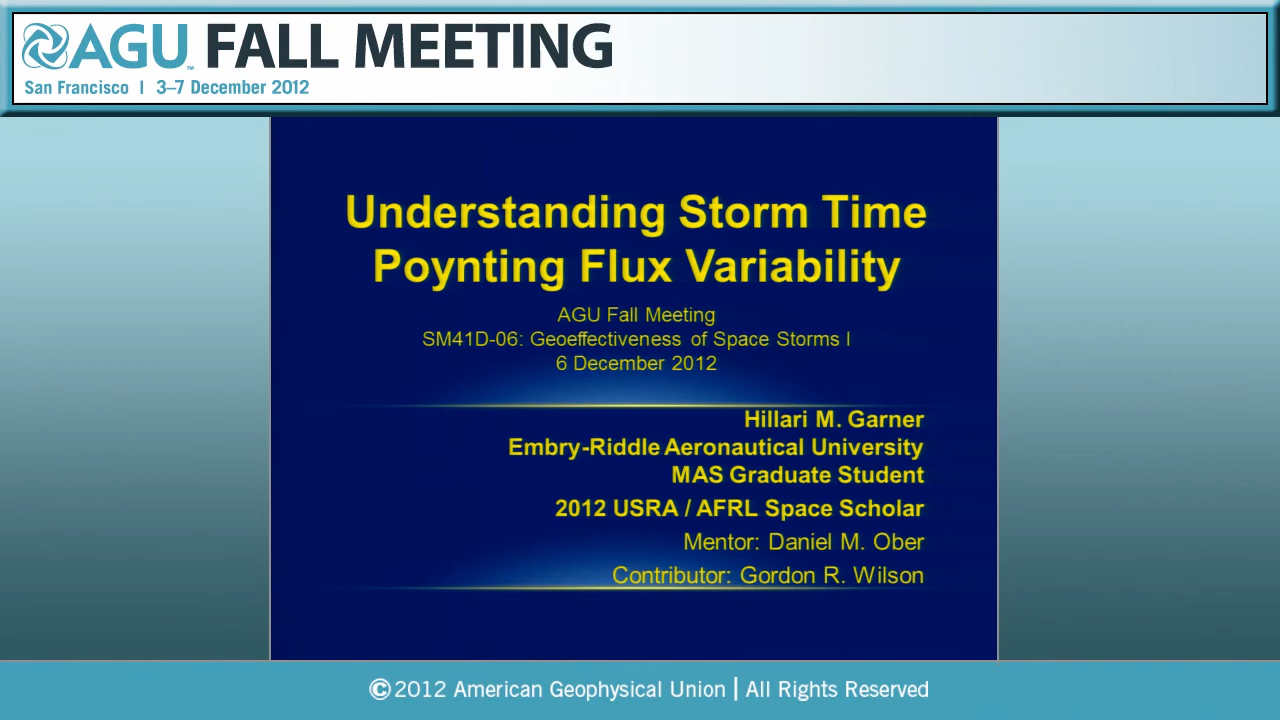 AGU™ FALL MEETING
San Francisco | 3–7 December 2012
Understanding Storm Time
Poynting Flux Variability
AGU Fall Meeting
SM41D-06: Geoeffectiveness of Space Storms I
6 December 2012
Hillari M. Garner
Embry-Riddle Aeronautical University
MAS Graduate Student
2012 USRA / AFRL Space Scholar
Mentor: Daniel M. Ober
Contributor: Gordon R. Wilson
©2012 American Geophysical Union | All Rights Reserved